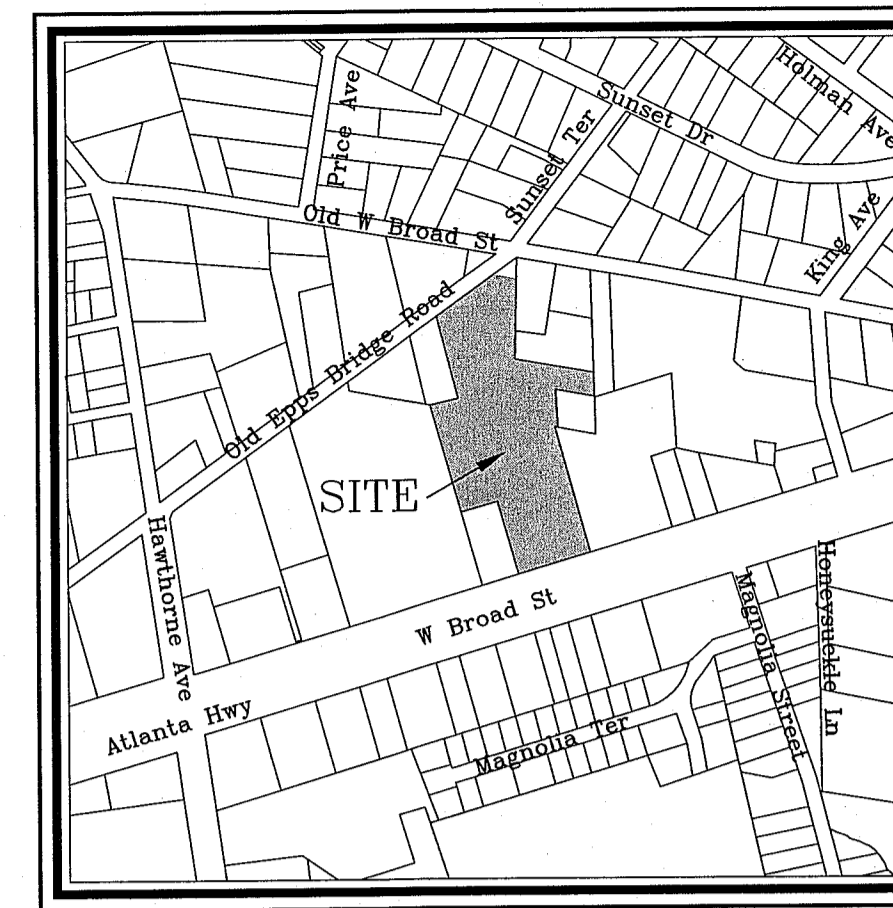 Holman Ave
Sunset Dr
Price Ave
Sunset Ter
Old W Broad St
King Ave
Old Epps Bridge Road
SITE
Hawthorne Ave
W Broad St
Magnolia Street
Honeysuckle Ln
Atlanta Hwy
Magnolia Ter